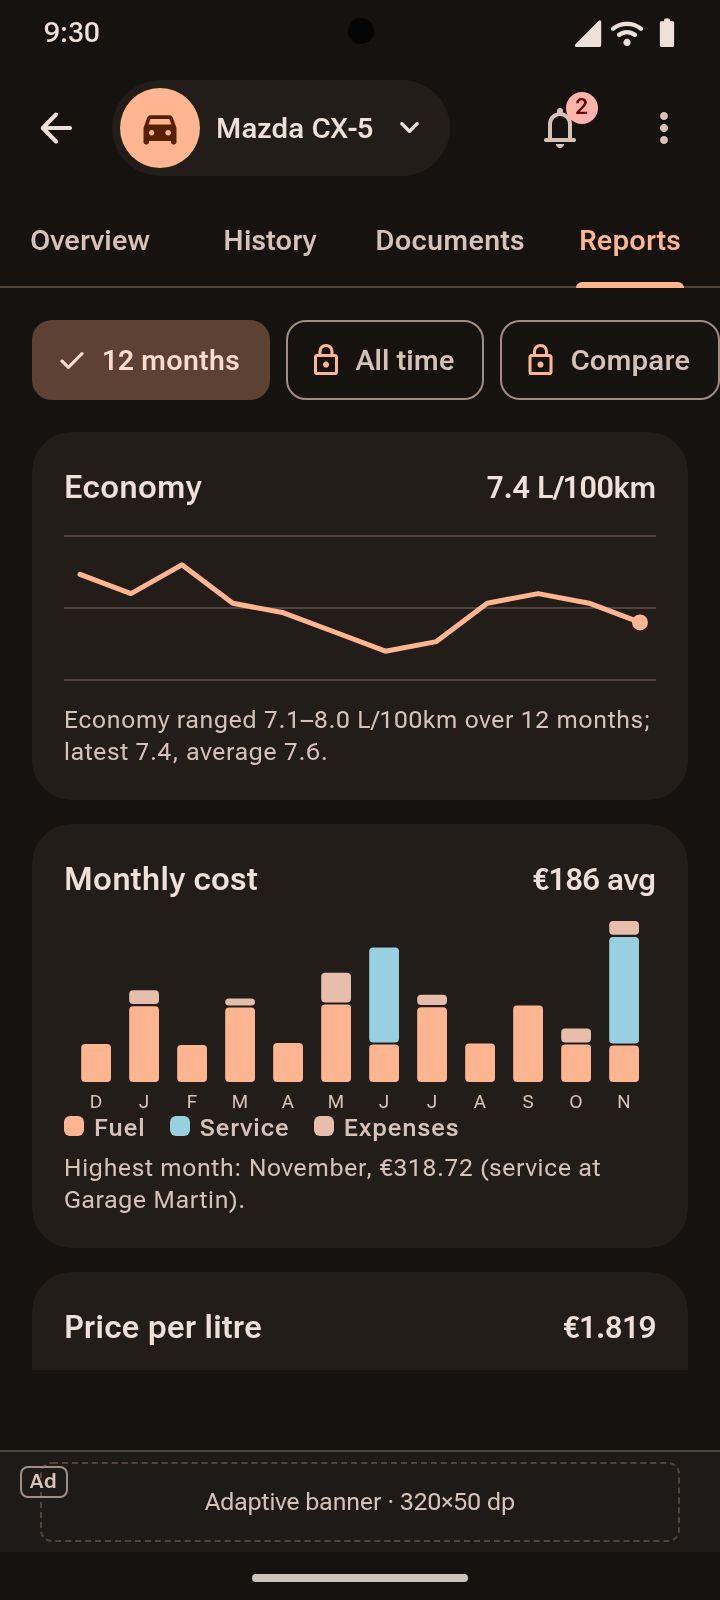 9:30
Mazda CX-5
2
Overview History Documents Reports
12 months All time Compare
Economy 7.4 L/100km
Economy ranged 7.1–8.0 L/100km over 12 months;
latest 7.4, average 7.6.
Monthly cost €186 avg
D J F M A M J J A S O N
Fuel Service Expenses
Highest month: November, €318.72 (service at
Garage Martin).
Price per litre €1.819
Ad
Adaptive banner · 320×50 dp